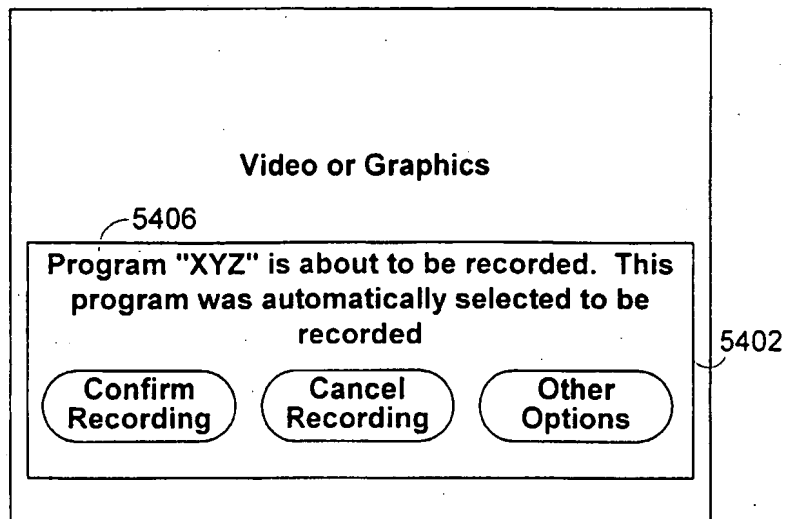 Video or Graphics
5406
Program "XYZ" is about to be recorded. This
program was automatically selected to be
recorded
5402
Confirm
Recording
Cancel
Recording
Other
Options